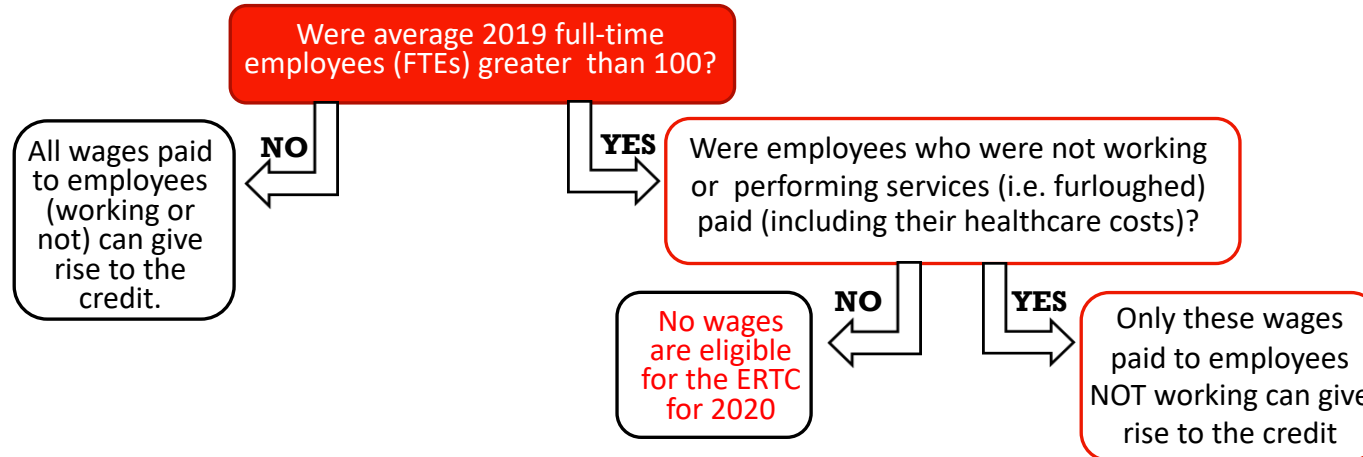 Were average 2019 full-time
employees (FTEs) greater than 100?
NO
YES
All wages paid
to employees
(working or
not) can give
rise to the
credit.
Were employees who were not working
or performing services (i.e. furloughed)
paid (including their healthcare costs)?
NO
YES
No wages
are eligible
for the ERTC
for 2020
Only these wages
paid to employees
NOT working can give
rise to the credit